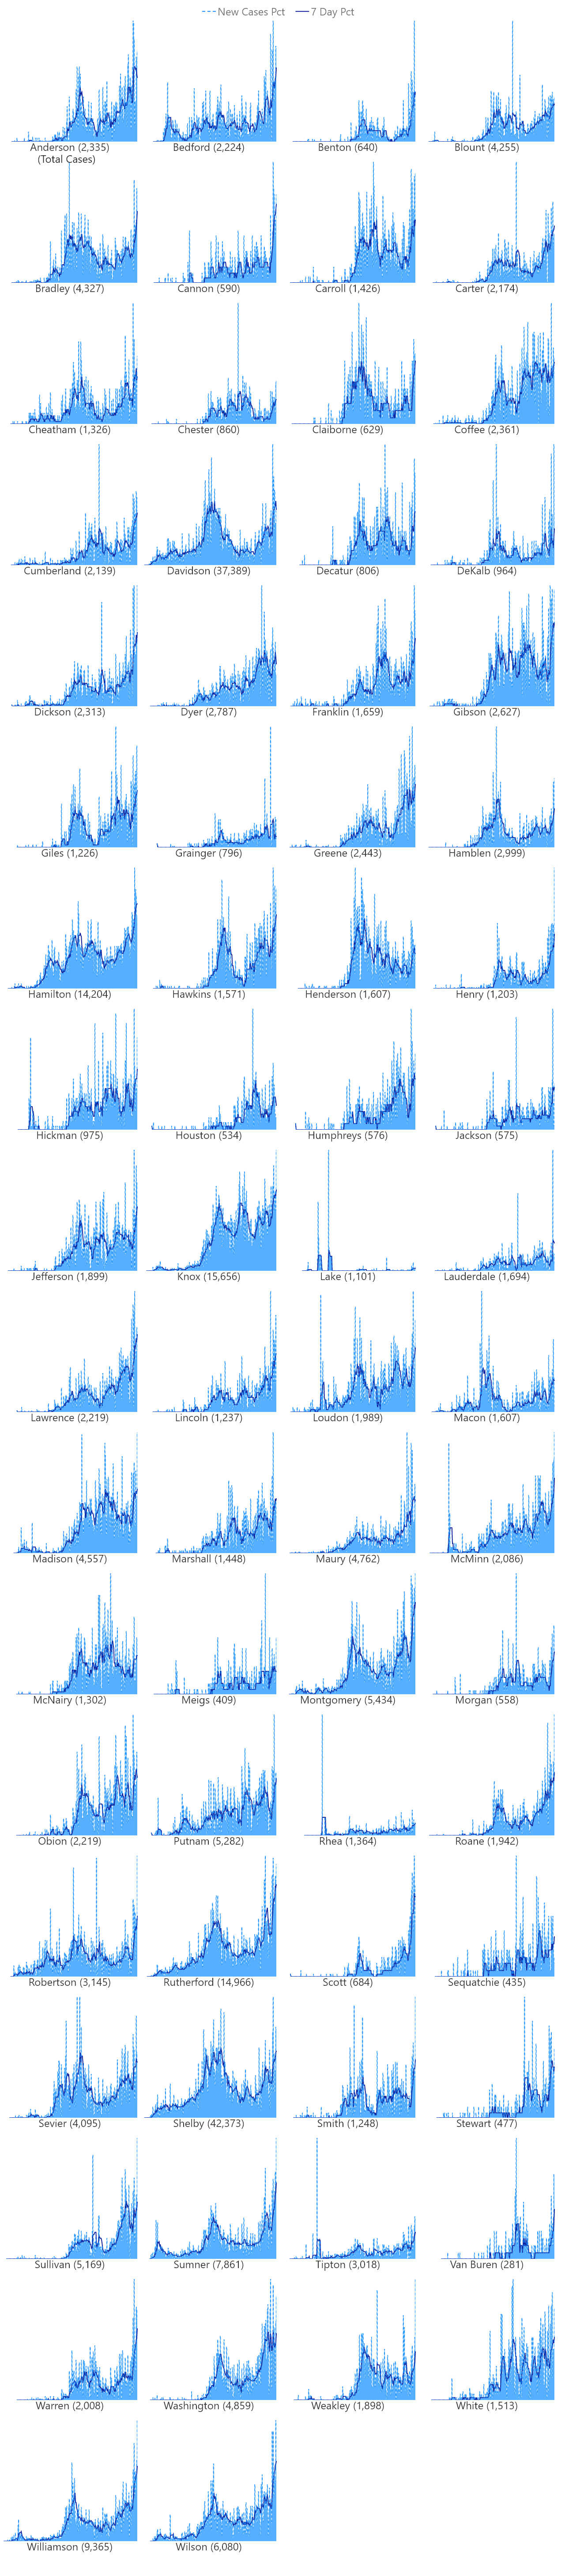 New Cases Pct 7 Day Pct
Anderson (2,335) Bedford (2,224) Benton (640) Blount (4,255)
(Total Cases)
Bradley (4,327) Cannon (590) Carroll (1,426) Carter (2,174)
Cheatham (1,326) Chester (860) Claiborne (629) Coffee (2,361)
Cumberland (2,139) Davidson (37,389) Decatur (806) DeKalb (964)
Dickson (2,313) Dyer (2,787) Franklin (1,659) Gibson (2,627)
Giles (1,226) Grainger (796) Greene (2,443) Hamblen (2,999)
Hamilton (14,204) Hawkins (1,571) Henderson (1,607) Henry (1,203)
Hickman (975) Houston (534) Humphreys (576) Jackson (575)
Jefferson (1,899) Knox (15,656) Lake (1,101) Lauderdale (1,694)
Lawrence (2,219) Lincoln (1,237) Loudon (1,989) Macon (1,607)
Madison (4,557) Marshall (1,448) Maury (4,762) McMinn (2,086)
McNairy (1,302) Meigs (409) Montgomery (5,434) Morgan (558)
Obion (2,219) Putnam (5,282) Rhea (1,364) Roane (1,942)
Robertson (3,145) Rutherford (14,966) Scott (684) Sequatchie (435)
Sevier (4,095) Shelby (42,373) Smith (1,248) Stewart (477)
Sullivan (5,169) Sumner (7,861) Tipton (3,018) Van Buren (281)
Warren (2,008) Washington (4,859) Weakley (1,898) White (1,513)
Williamson (9,365) Wilson (6,080)